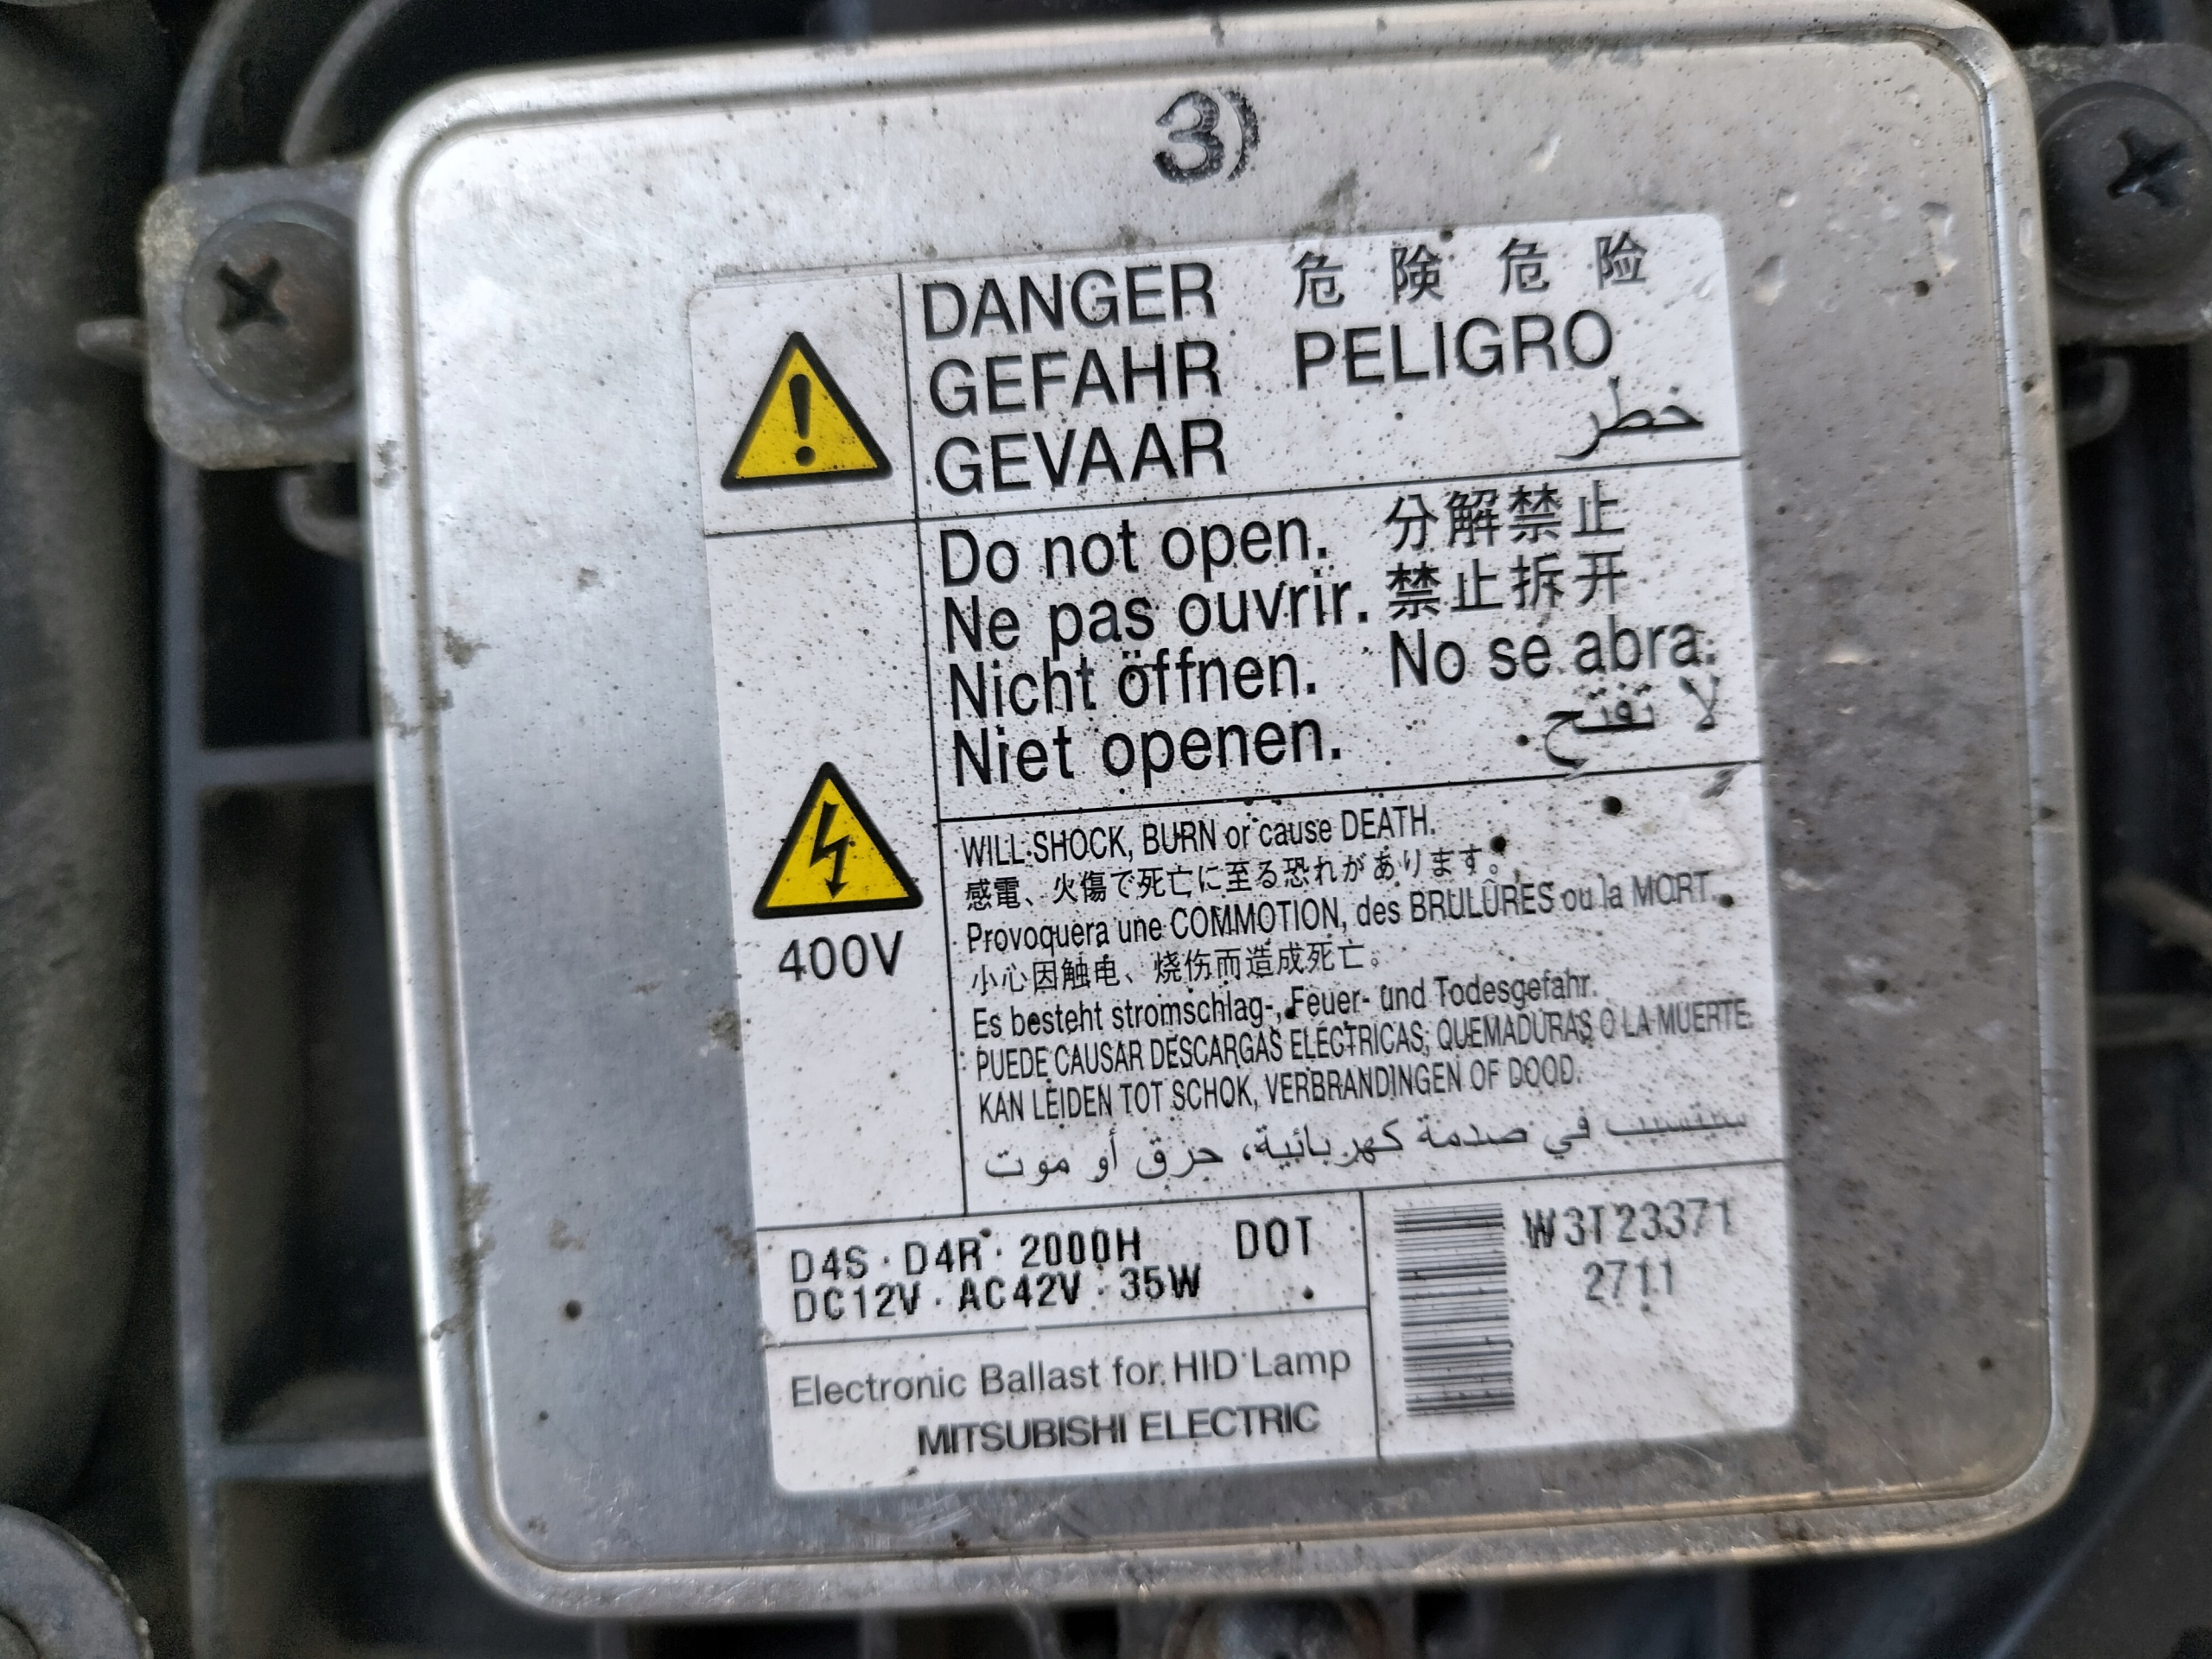 3)
DANGER 危険 危险
GEFAHR PELIGRO
GEVAAR خطر
Do not open. 分解禁止
Ne pas ouvrir. 禁止拆开
Nicht öffnen. No se abra.
Niet openen. لا تفتح.
WILL SHOCK, BURN or cause DEATH.
感電、火傷で死亡に至る恐れがあります。
Provoquera une COMMOTION, des BRULÛRES ou la MORT.
小心因触电、烧伤而造成死亡。
400V
Es besteht stromschlag-, Feuer- und Todesgefahr.
PUEDE CAUSAR DESCARGAS ELÉCTRICAS, QUEMADURAS O LA MUERTE.
KAN LEIDEN TOT SCHOK, VERBRANDINGEN OF DOOD.
ستتسبب في صدمة كهربائية، حرق أو موت
D4S · D4R · 2000H DOT
DC12V · AC42V · 35W
W3T23371
2711
Electronic Ballast for HID Lamp
MITSUBISHI ELECTRIC